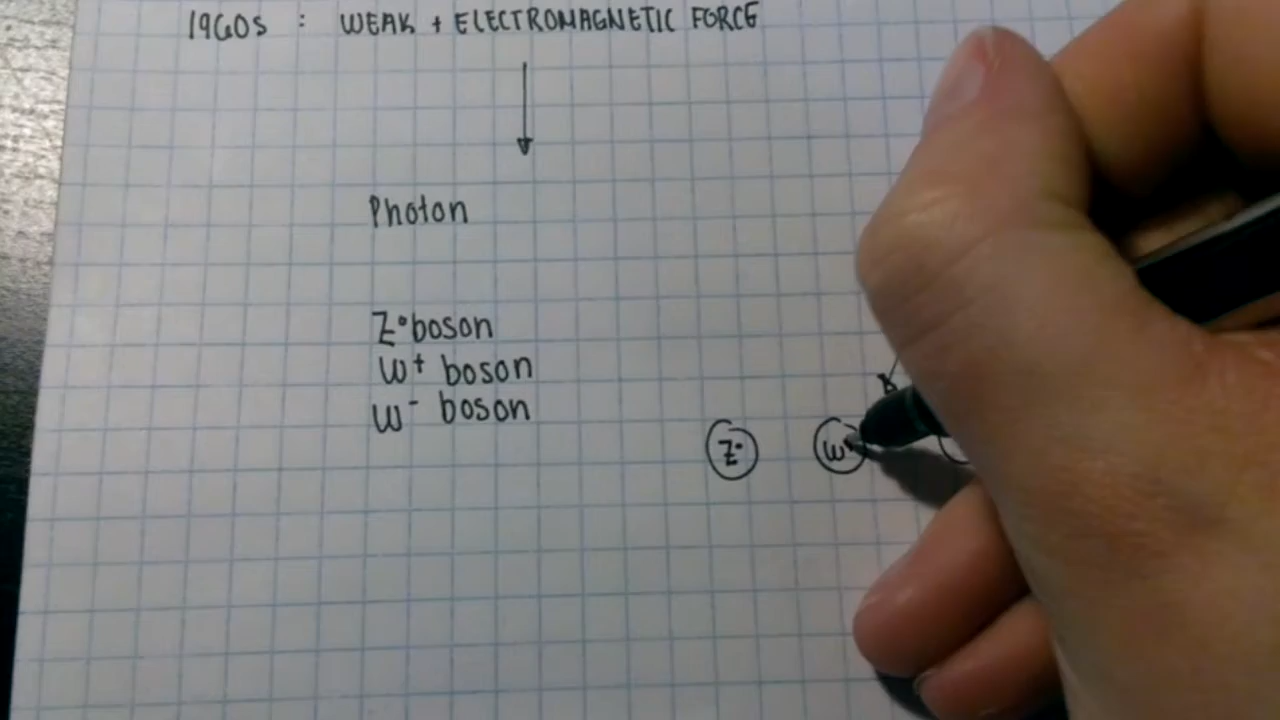 1960s : WEAK + ELECTROMAGNETIC FORCE
Photon
Z° boson
W+ boson
W- boson
Z° W+